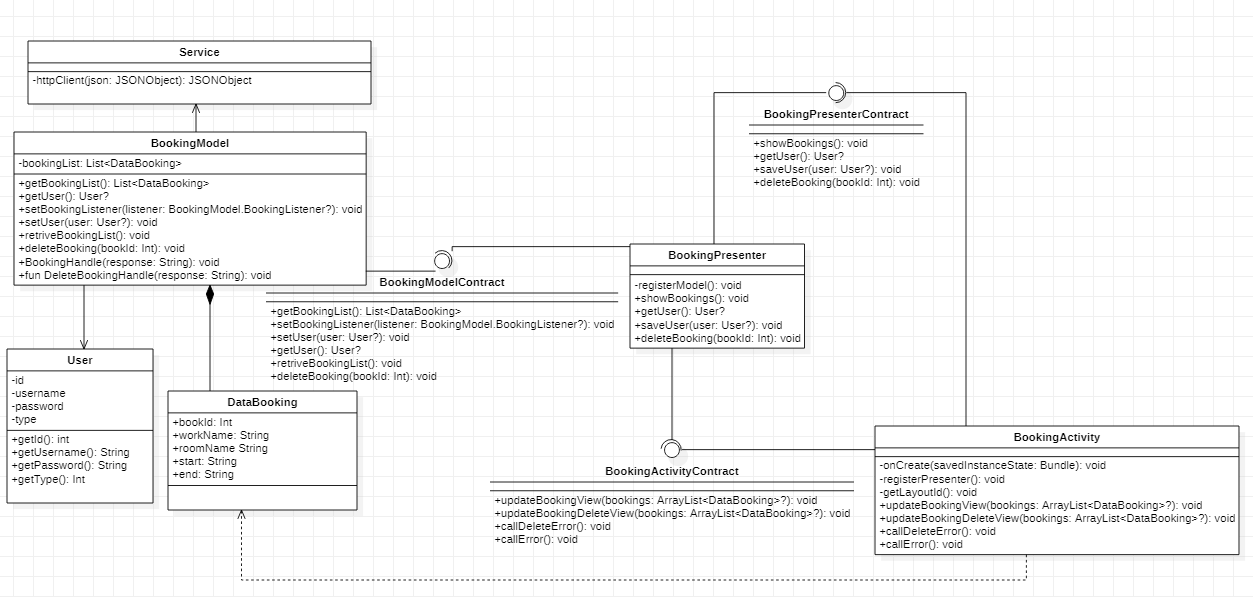 Service
-httpClient(json: JSONObject): JSONObject
BookingModel
-bookingList: List<DataBooking>
+getBookingList(): List<DataBooking>
+getUser(): User?
+setBookingListener(listener: BookingModel.BookingListener?): void
+setUser(user: User?): void
+retriveBookingList(): void
+deleteBooking(bookId: Int): void
+BookingHandle(response: String): void
+fun DeleteBookingHandle(response: String): void
BookingPresenterContract
+showBookings(): void
+getUser(): User?
+saveUser(user: User?): void
+deleteBooking(bookId: Int): void
BookingModelContract
+getBookingList(): List<DataBooking>
+setBookingListener(listener: BookingModel.BookingListener?): void
+setUser(user: User?): void
+getUser(): User?
+retriveBookingList(): void
+deleteBooking(bookId: Int): void
BookingPresenter
-registerModel(): void
+showBookings(): void
+getUser(): User?
+saveUser(user: User?): void
+deleteBooking(bookId: Int): void
User
-id
-username
-password
-type
+getId(): int
+getUsername(): String
+getPassword(): String
+getType(): Int
DataBooking
+bookId: Int
+workName: String
+roomName String
+start: String
+end: String
BookingActivityContract
+updateBookingView(bookings: ArrayList<DataBooking>?): void
+updateBookingDeleteView(bookings: ArrayList<DataBooking>?): void
+callDeleteError(): void
+callError(): void
BookingActivity
-onCreate(savedInstanceState: Bundle): void
-registerPresenter(): void
-getLayoutId(): void
+updateBookingView(bookings: ArrayList<DataBooking>?): void
+updateBookingDeleteView(bookings: ArrayList<DataBooking>?): void
+callDeleteError(): void
+callError(): void